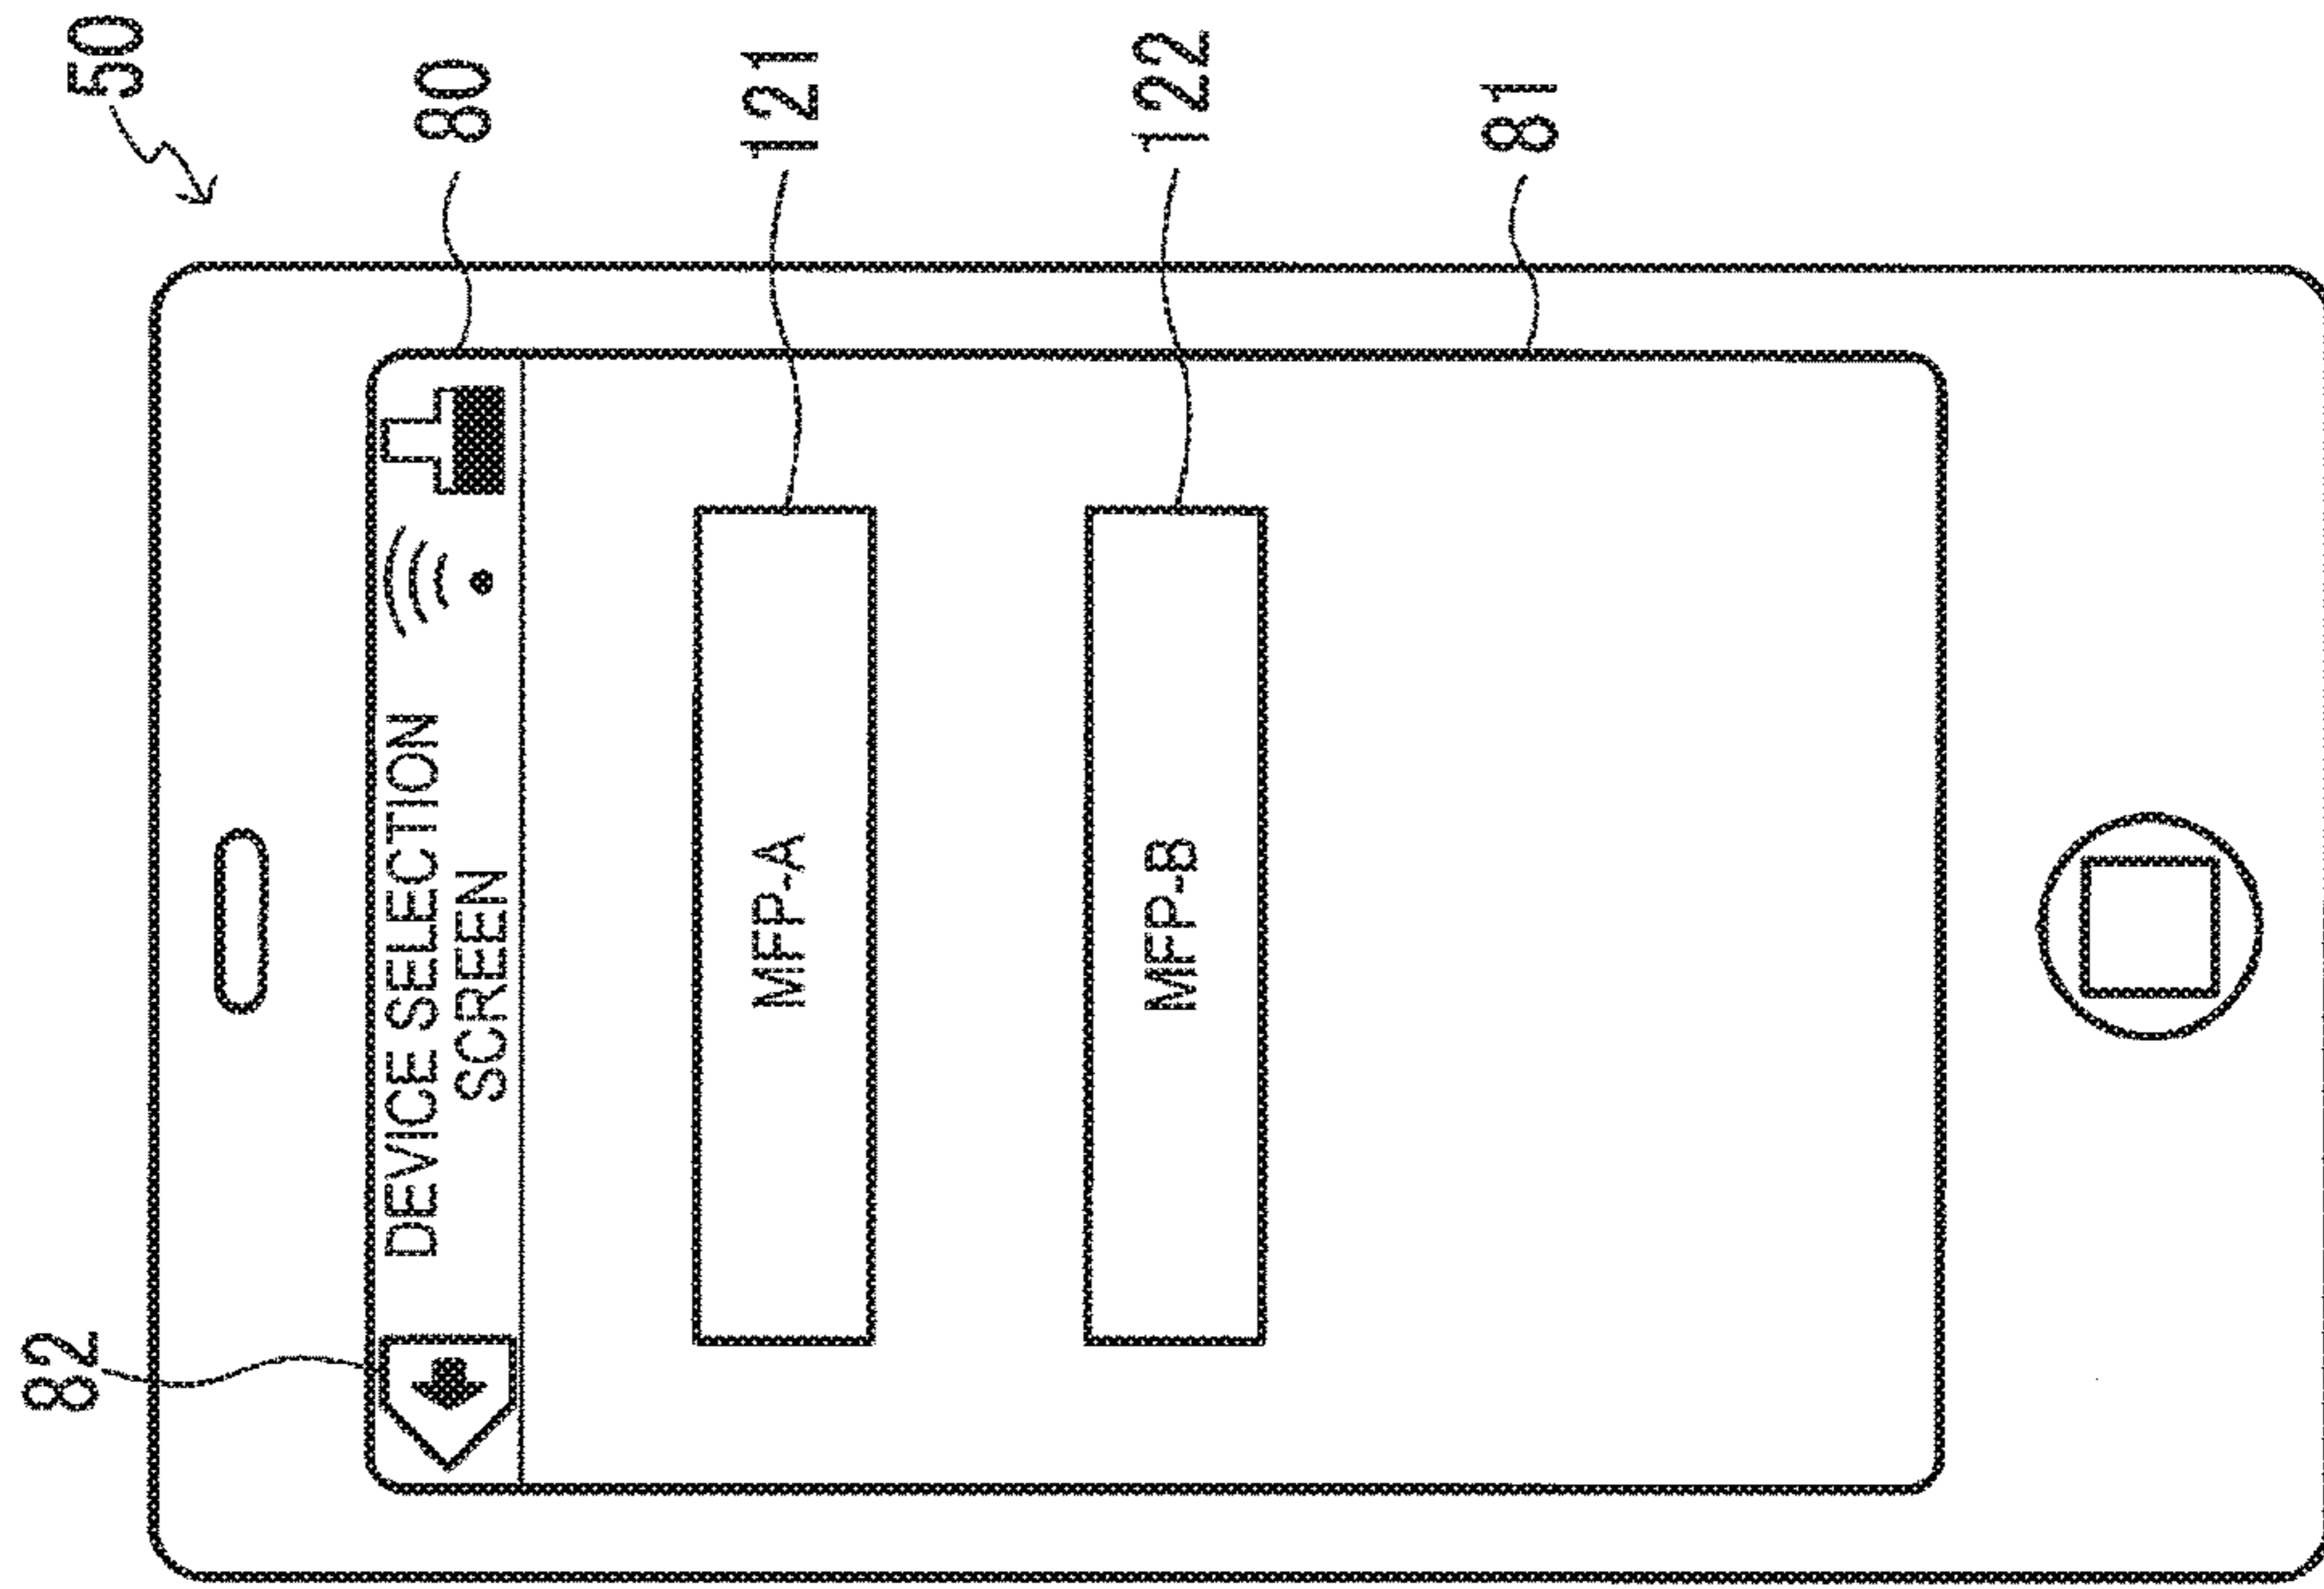 50
80
82
DEVICE SELECTION
SCREEN
MFP-A
121
MFP-B
122
81